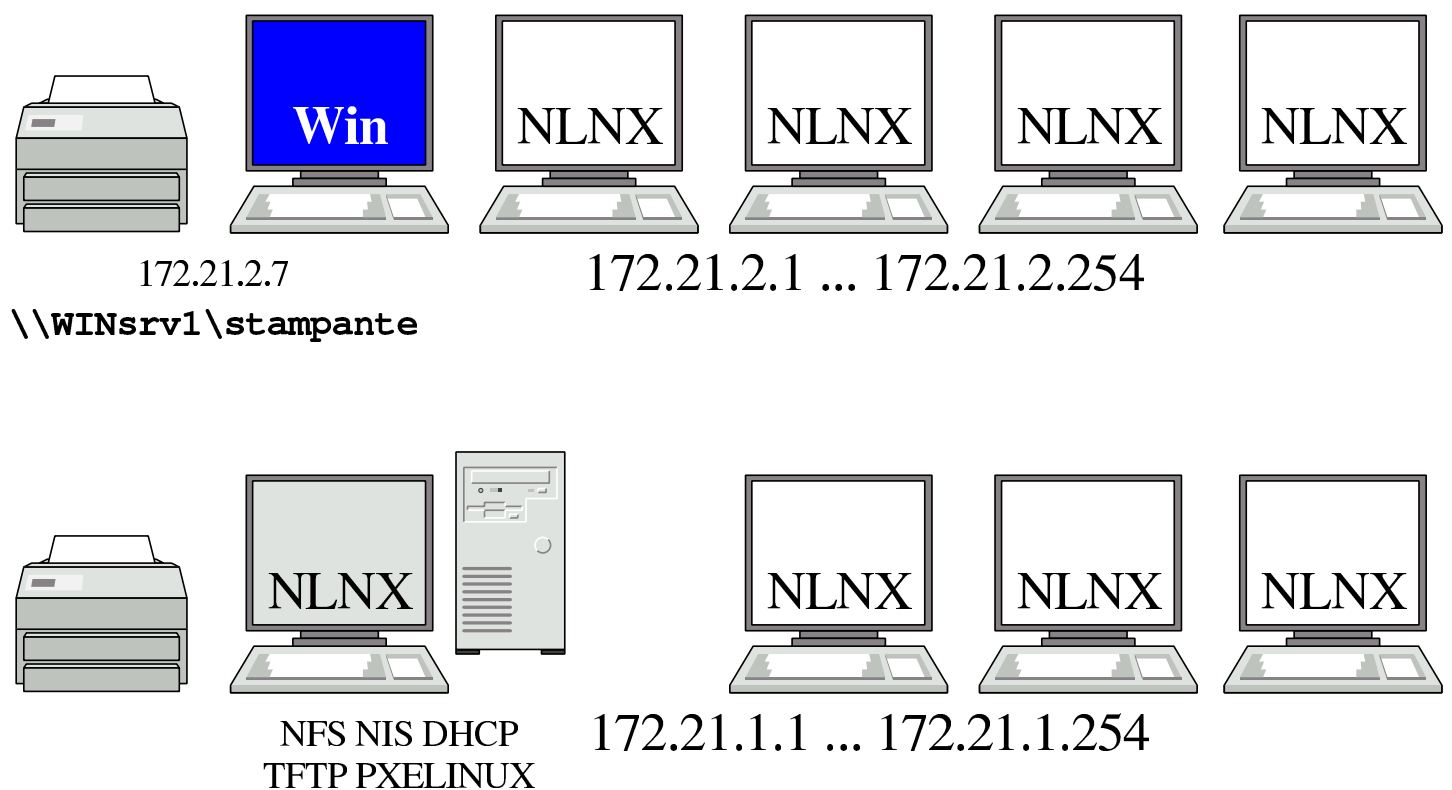 Win NLNX NLNX NLNX NLNX
172.21.2.7
172.21.2.1 ... 172.21.2.254
\\WINsrv1\stampante
NLNX NLNX NLNX NLNX
NFS NIS DHCP
TFTP PXELINUX
172.21.1.1 ... 172.21.1.254